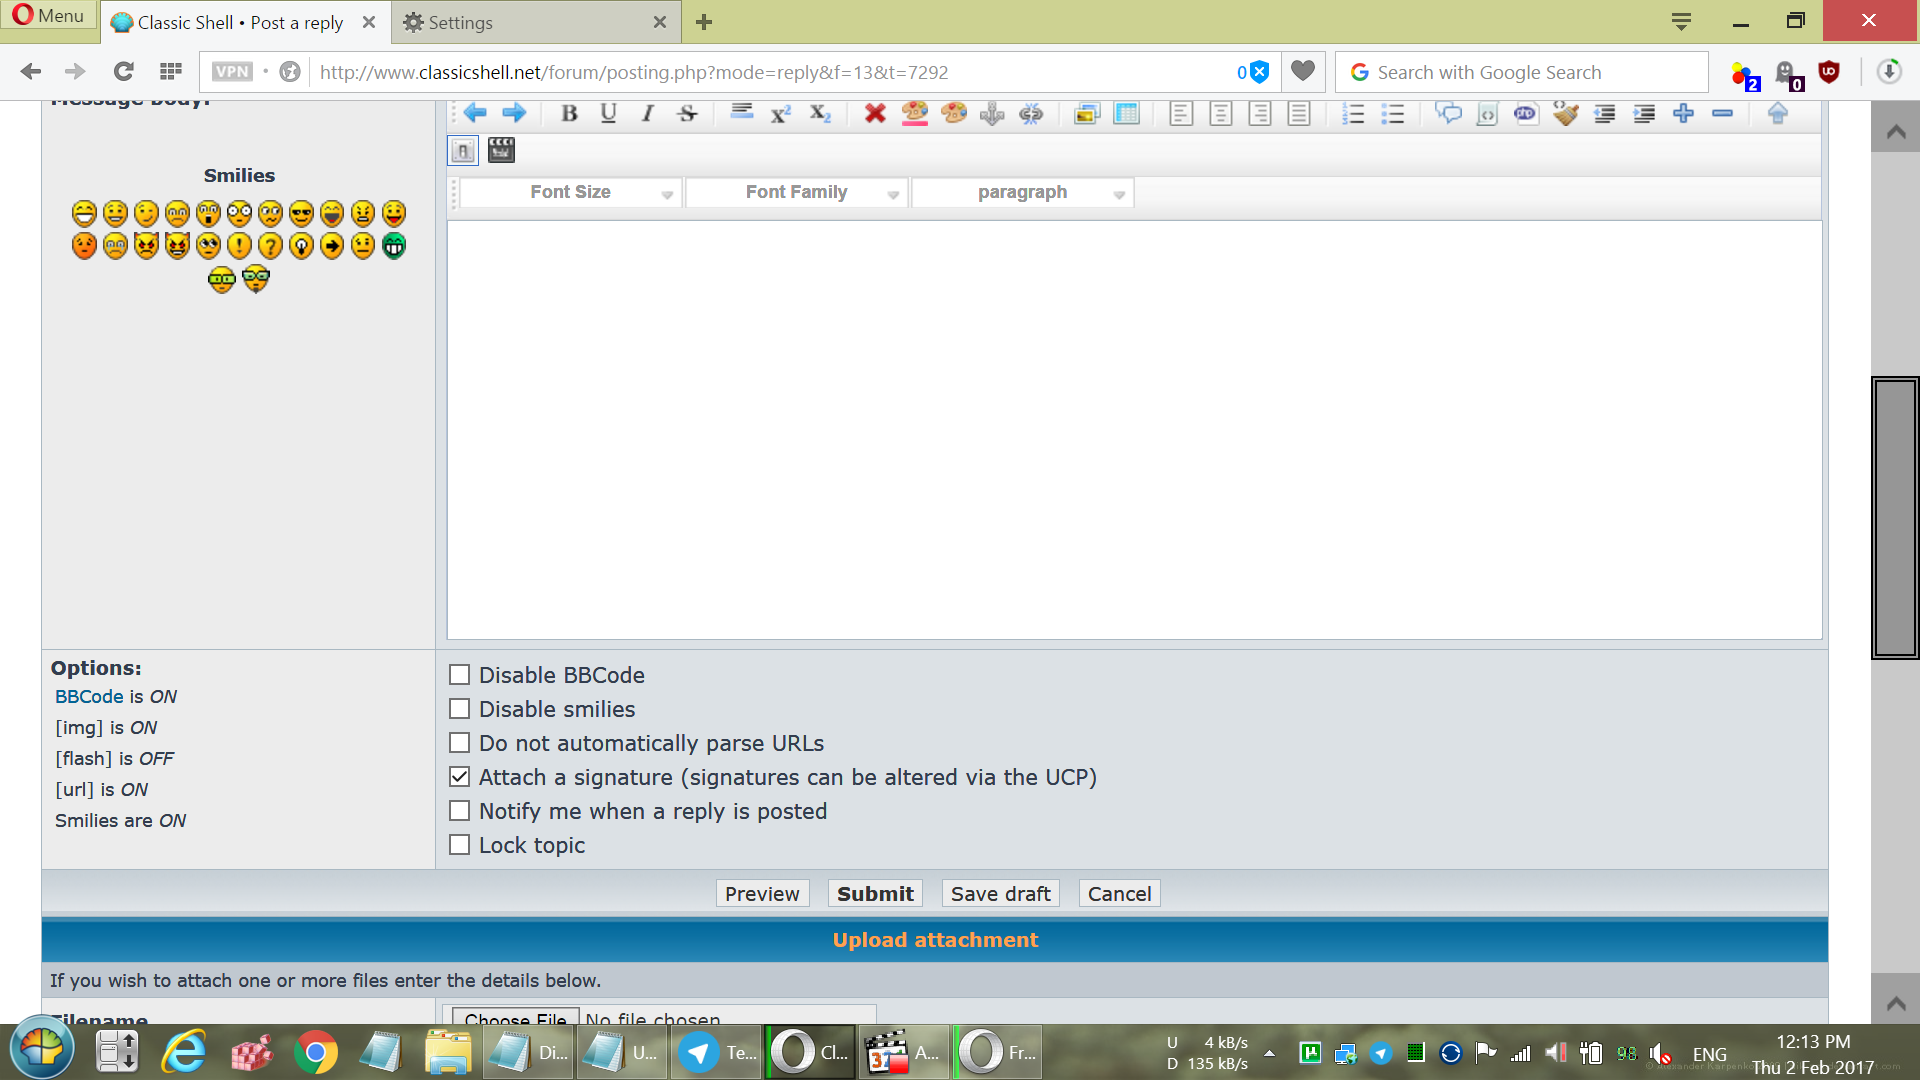 Menu
Classic Shell • Post a reply
Settings
VPN
http://www.classicshell.net/forum/posting.php?mode=reply&f=13&t=7292
0
Search with Google Search
2
0
Message body:
B U I S X² X₂
php
Smilies
Font Size
Font Family
paragraph
Options:
BBCode is ON
[img] is ON
[flash] is OFF
[url] is ON
Smilies are ON
Disable BBCode
Disable smilies
Do not automatically parse URLs
Attach a signature (signatures can be altered via the UCP)
Notify me when a reply is posted
Lock topic
Preview
Submit
Save draft
Cancel
Upload attachment
If you wish to attach one or more files enter the details below.
Filename
Choose File
No file chosen
Di...
U...
Te...
Cl...
A...
Fr...
U 4 kB/s
D 135 kB/s
98
ENG
12:13 PM
Thu 2 Feb 2017